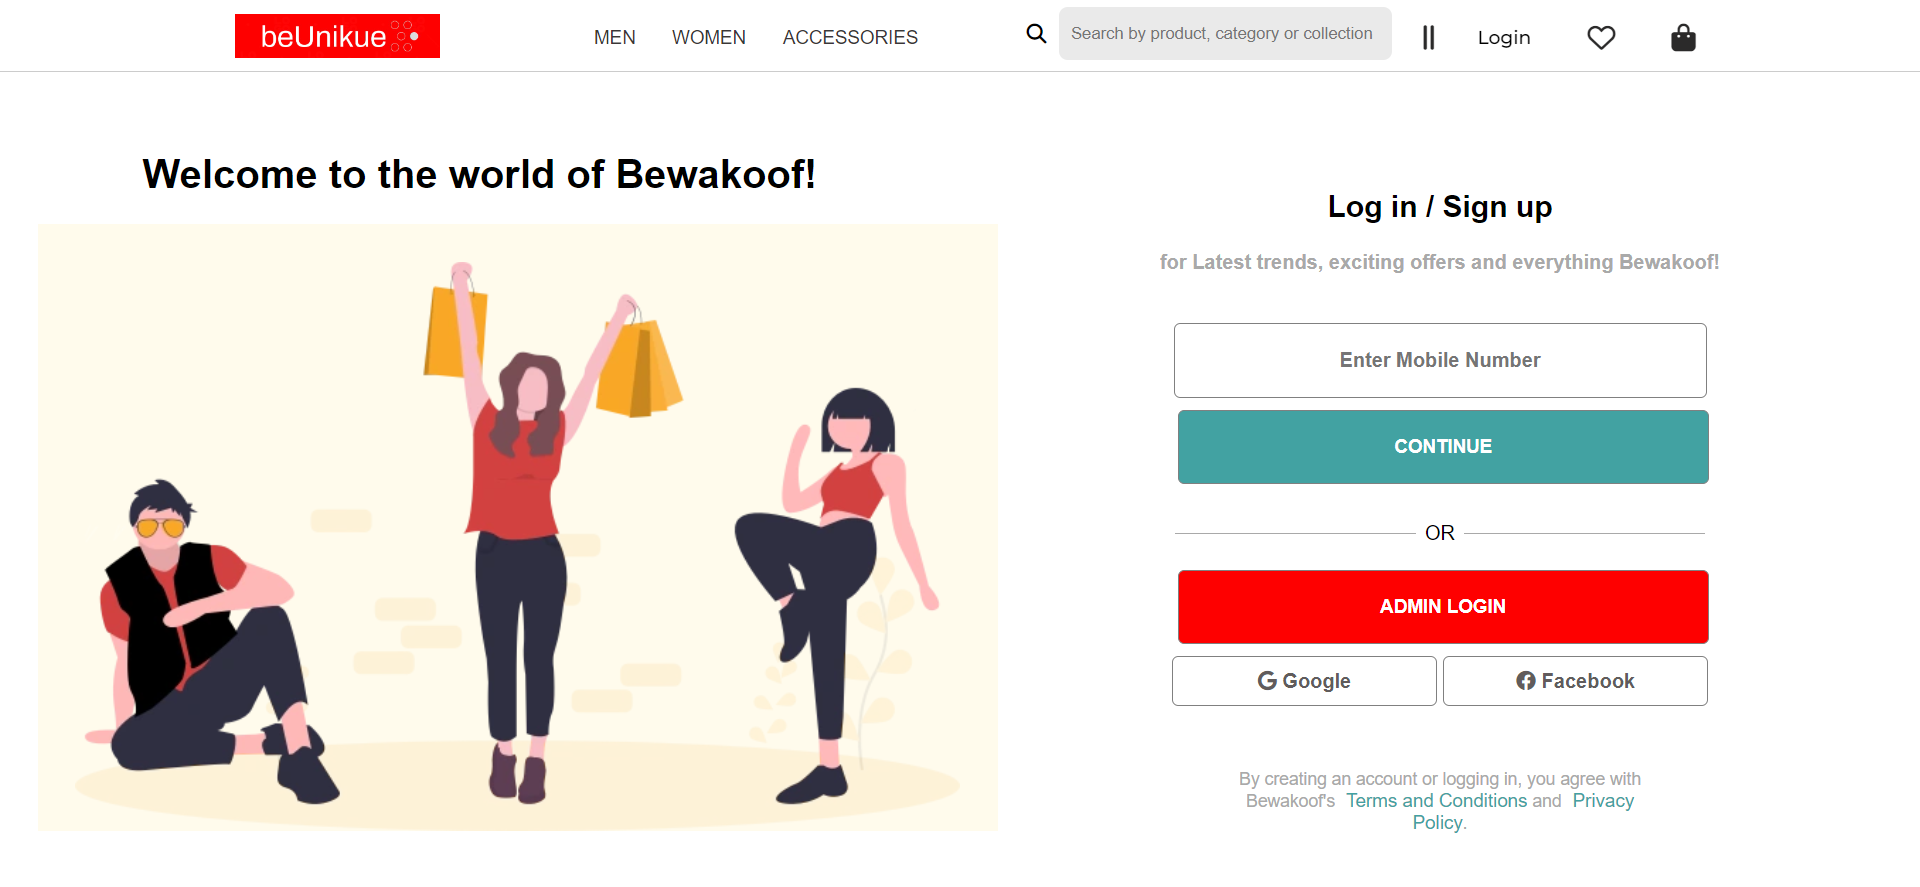 beUnikue
MEN
WOMEN
ACCESSORIES
Search by product, category or collection
Login
Welcome to the world of Bewakoof!
Log in / Sign up
for Latest trends, exciting offers and everything Bewakoof!
Enter Mobile Number
CONTINUE
OR
ADMIN LOGIN
Google
Facebook
By creating an account or logging in, you agree with
Bewakoof's Terms and Conditions and Privacy
Policy.